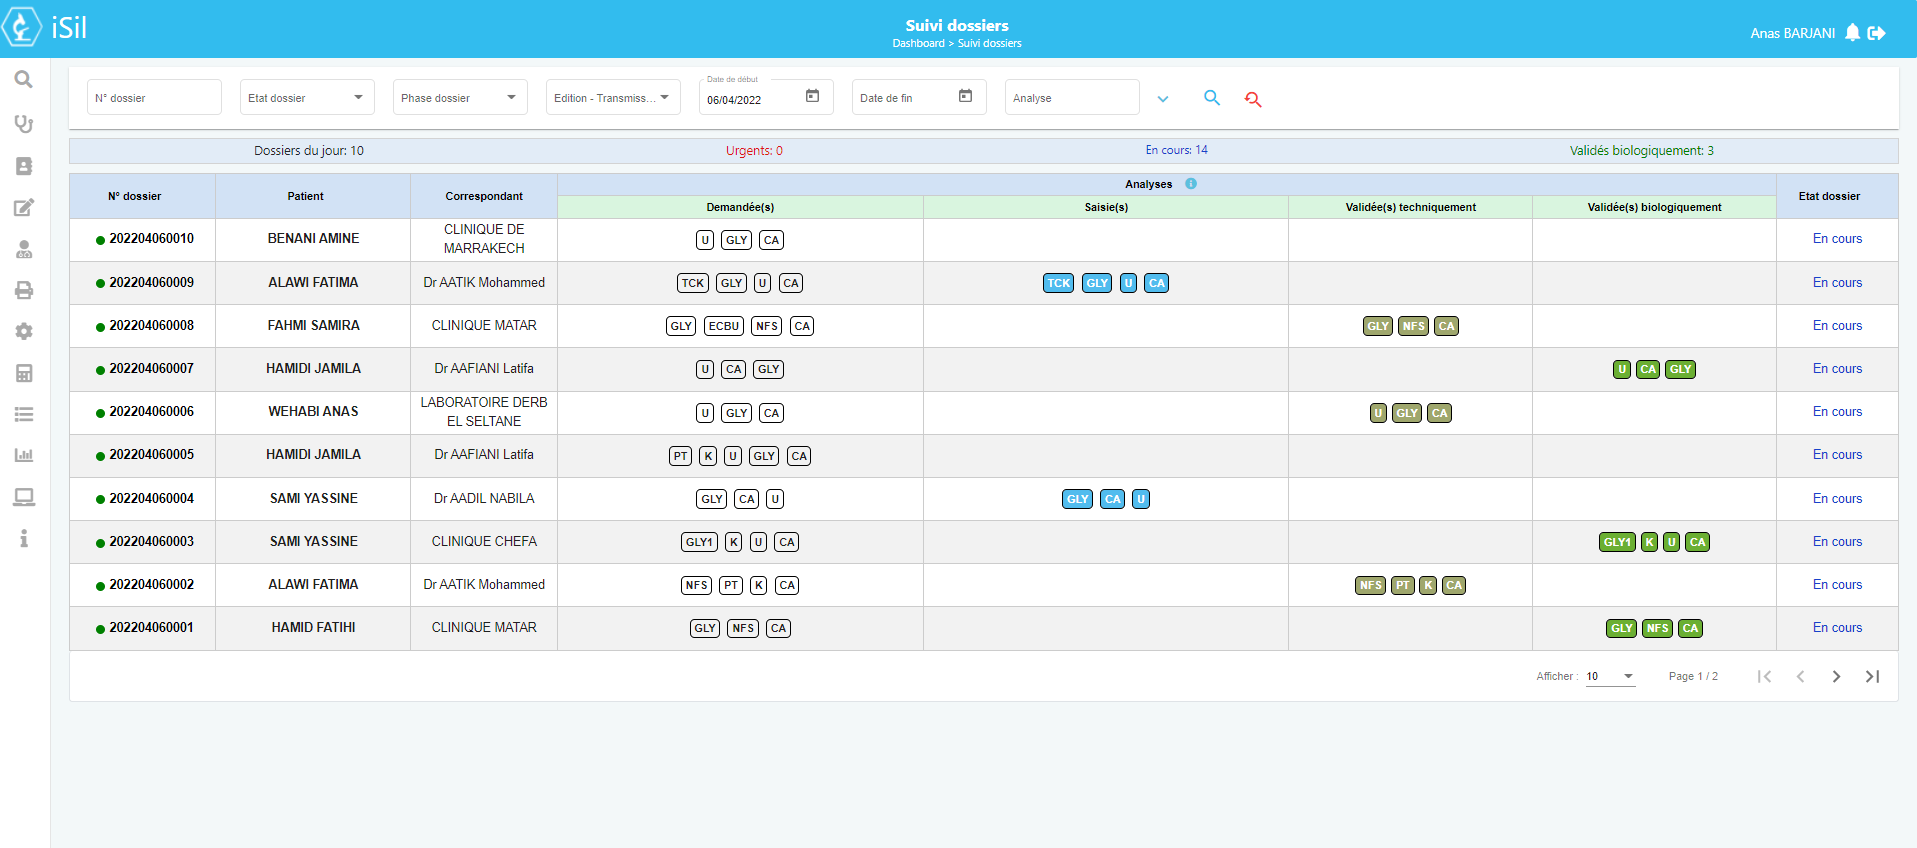 iSil
Suivi dossiers
Dashboard > Suivi dossiers
Anas BARJANI
N° dossier
Etat dossier
Phase dossier
Edition - Transmiss...
Date de début
06/04/2022
Date de fin
Analyse
Dossiers du jour: 10
Urgents: 0
En cours: 14
Validés biologiquement: 3
N° dossier Patient Correspondant Analyses Etat dossier
Demandée(s) Saisie(s) Validée(s) techniquement Validée(s) biologiquement
202204060010 BENANI AMINE CLINIQUE DE MARRAKECH U GLY CA En cours
202204060009 ALAWI FATIMA Dr AATIK Mohammed TCK GLY U CA TCK GLY U CA En cours
202204060008 FAHMI SAMIRA CLINIQUE MATAR GLY ECBU NFS CA GLY NFS CA En cours
202204060007 HAMIDI JAMILA Dr AAFIANI Latifa U CA GLY U CA GLY En cours
202204060006 WEHABI ANAS LABORATOIRE DERB EL SELTANE U GLY CA U GLY CA En cours
202204060005 HAMIDI JAMILA Dr AAFIANI Latifa PT K U GLY CA En cours
202204060004 SAMI YASSINE Dr AADIL NABILA GLY CA U GLY CA U En cours
202204060003 SAMI YASSINE CLINIQUE CHEFA GLY1 K U CA GLY1 K U CA En cours
202204060002 ALAWI FATIMA Dr AATIK Mohammed NFS PT K CA NFS PT K CA En cours
202204060001 HAMID FATIHI CLINIQUE MATAR GLY NFS CA GLY NFS CA En cours
Afficher : 10 Page 1 / 2